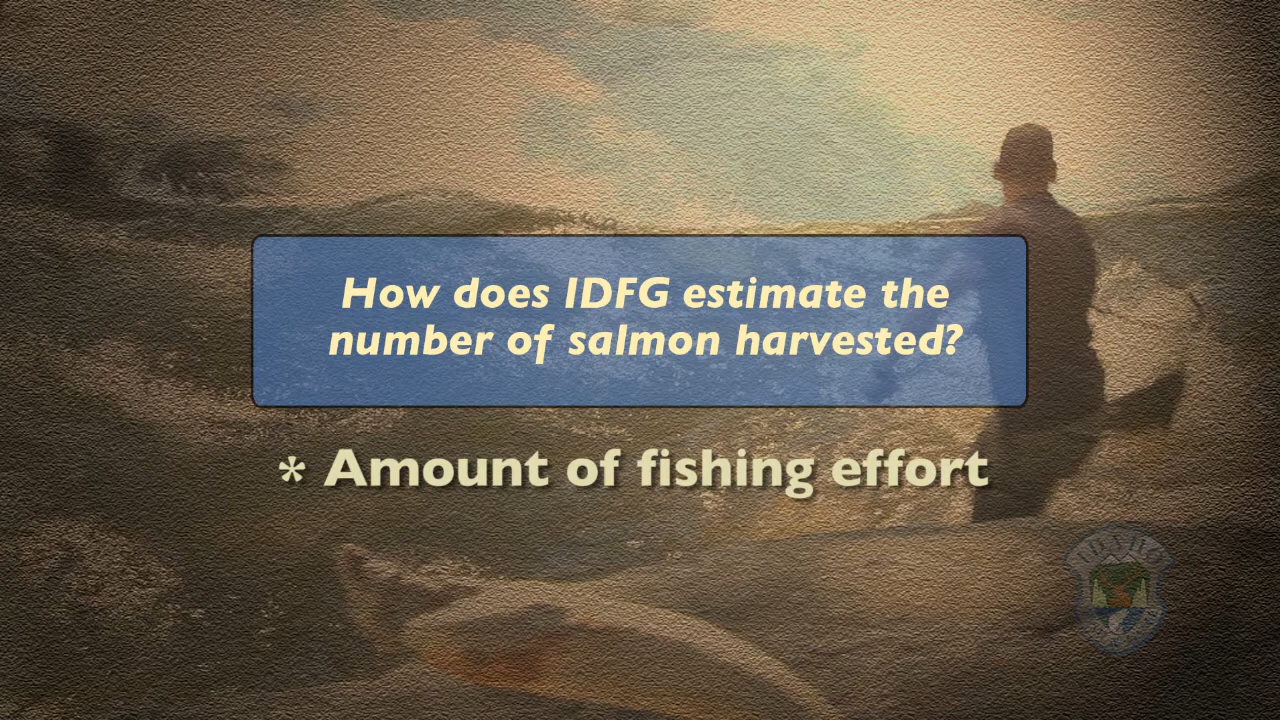 How does IDFG estimate the
number of salmon harvested?
* Amount of fishing effort